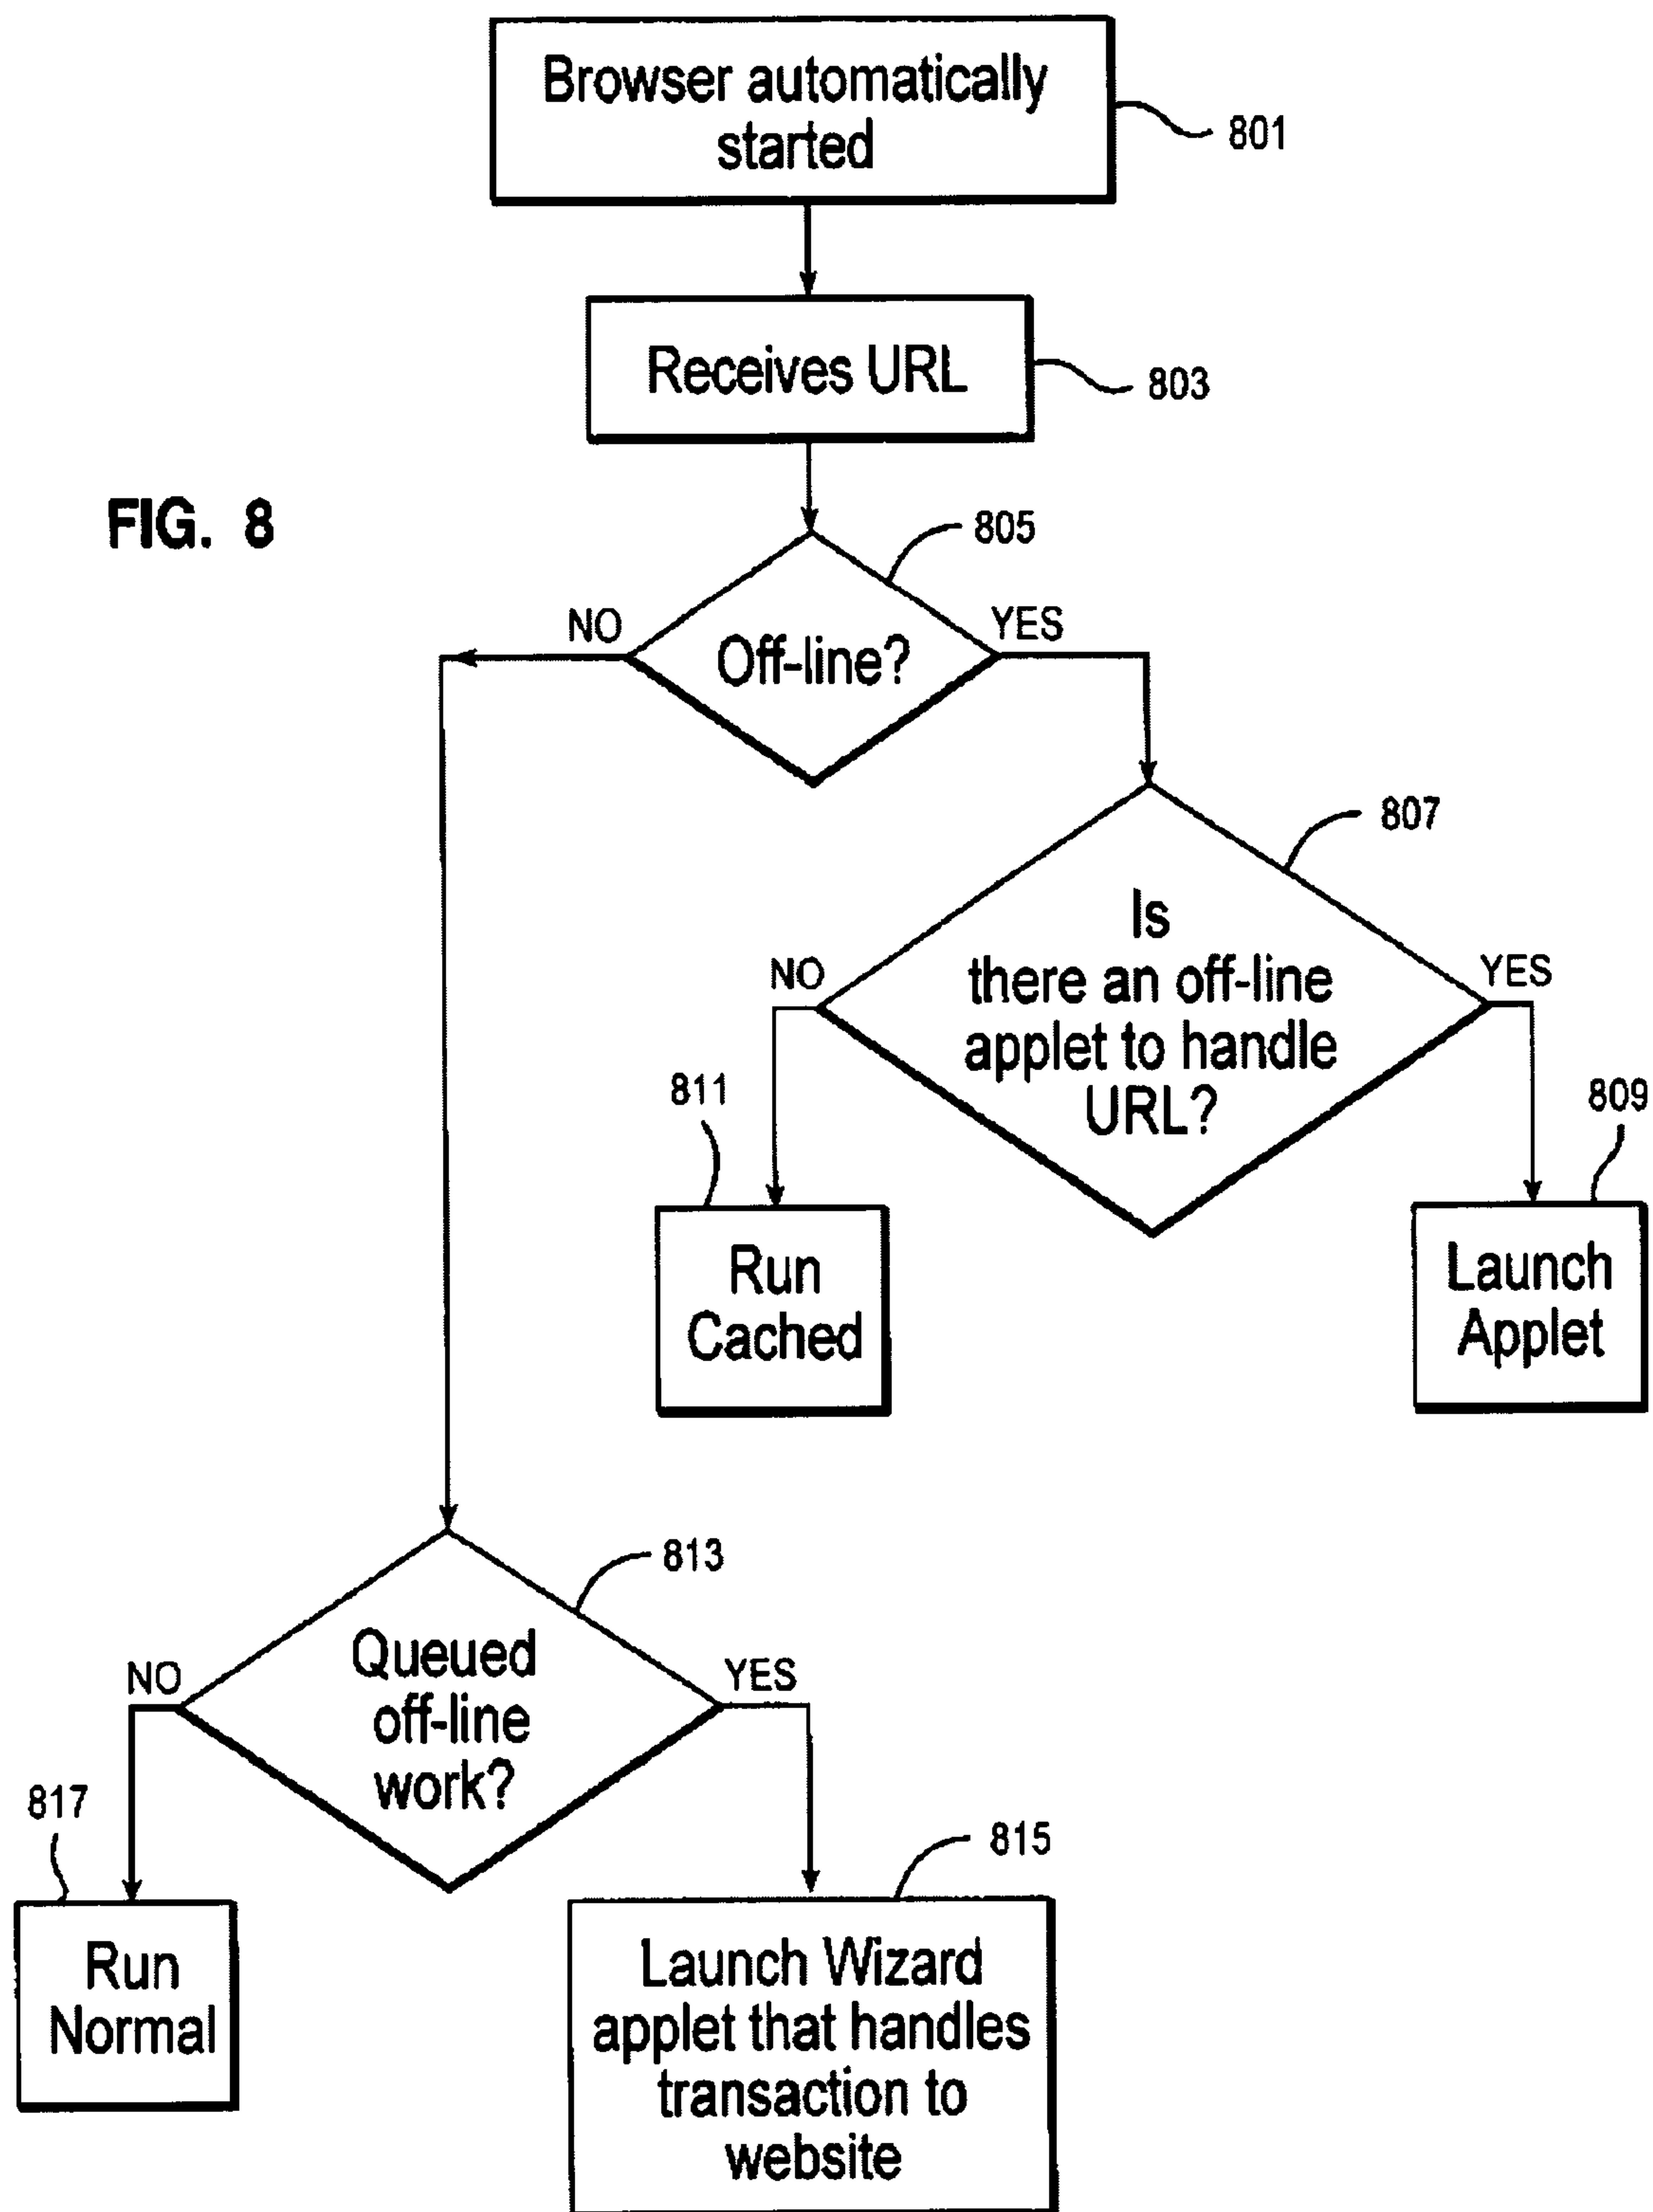 Browser automatically
started
801
Receives URL
803
FIG. 8
805
NO
YES
Off-line?
807
Is
there an off-line
applet to handle
URL?
NO
YES
811
809
Run
Cached
Launch
Applet
813
Queued
off-line
work?
NO
YES
817
815
Run
Normal
Launch Wizard
applet that handles
transaction to
website